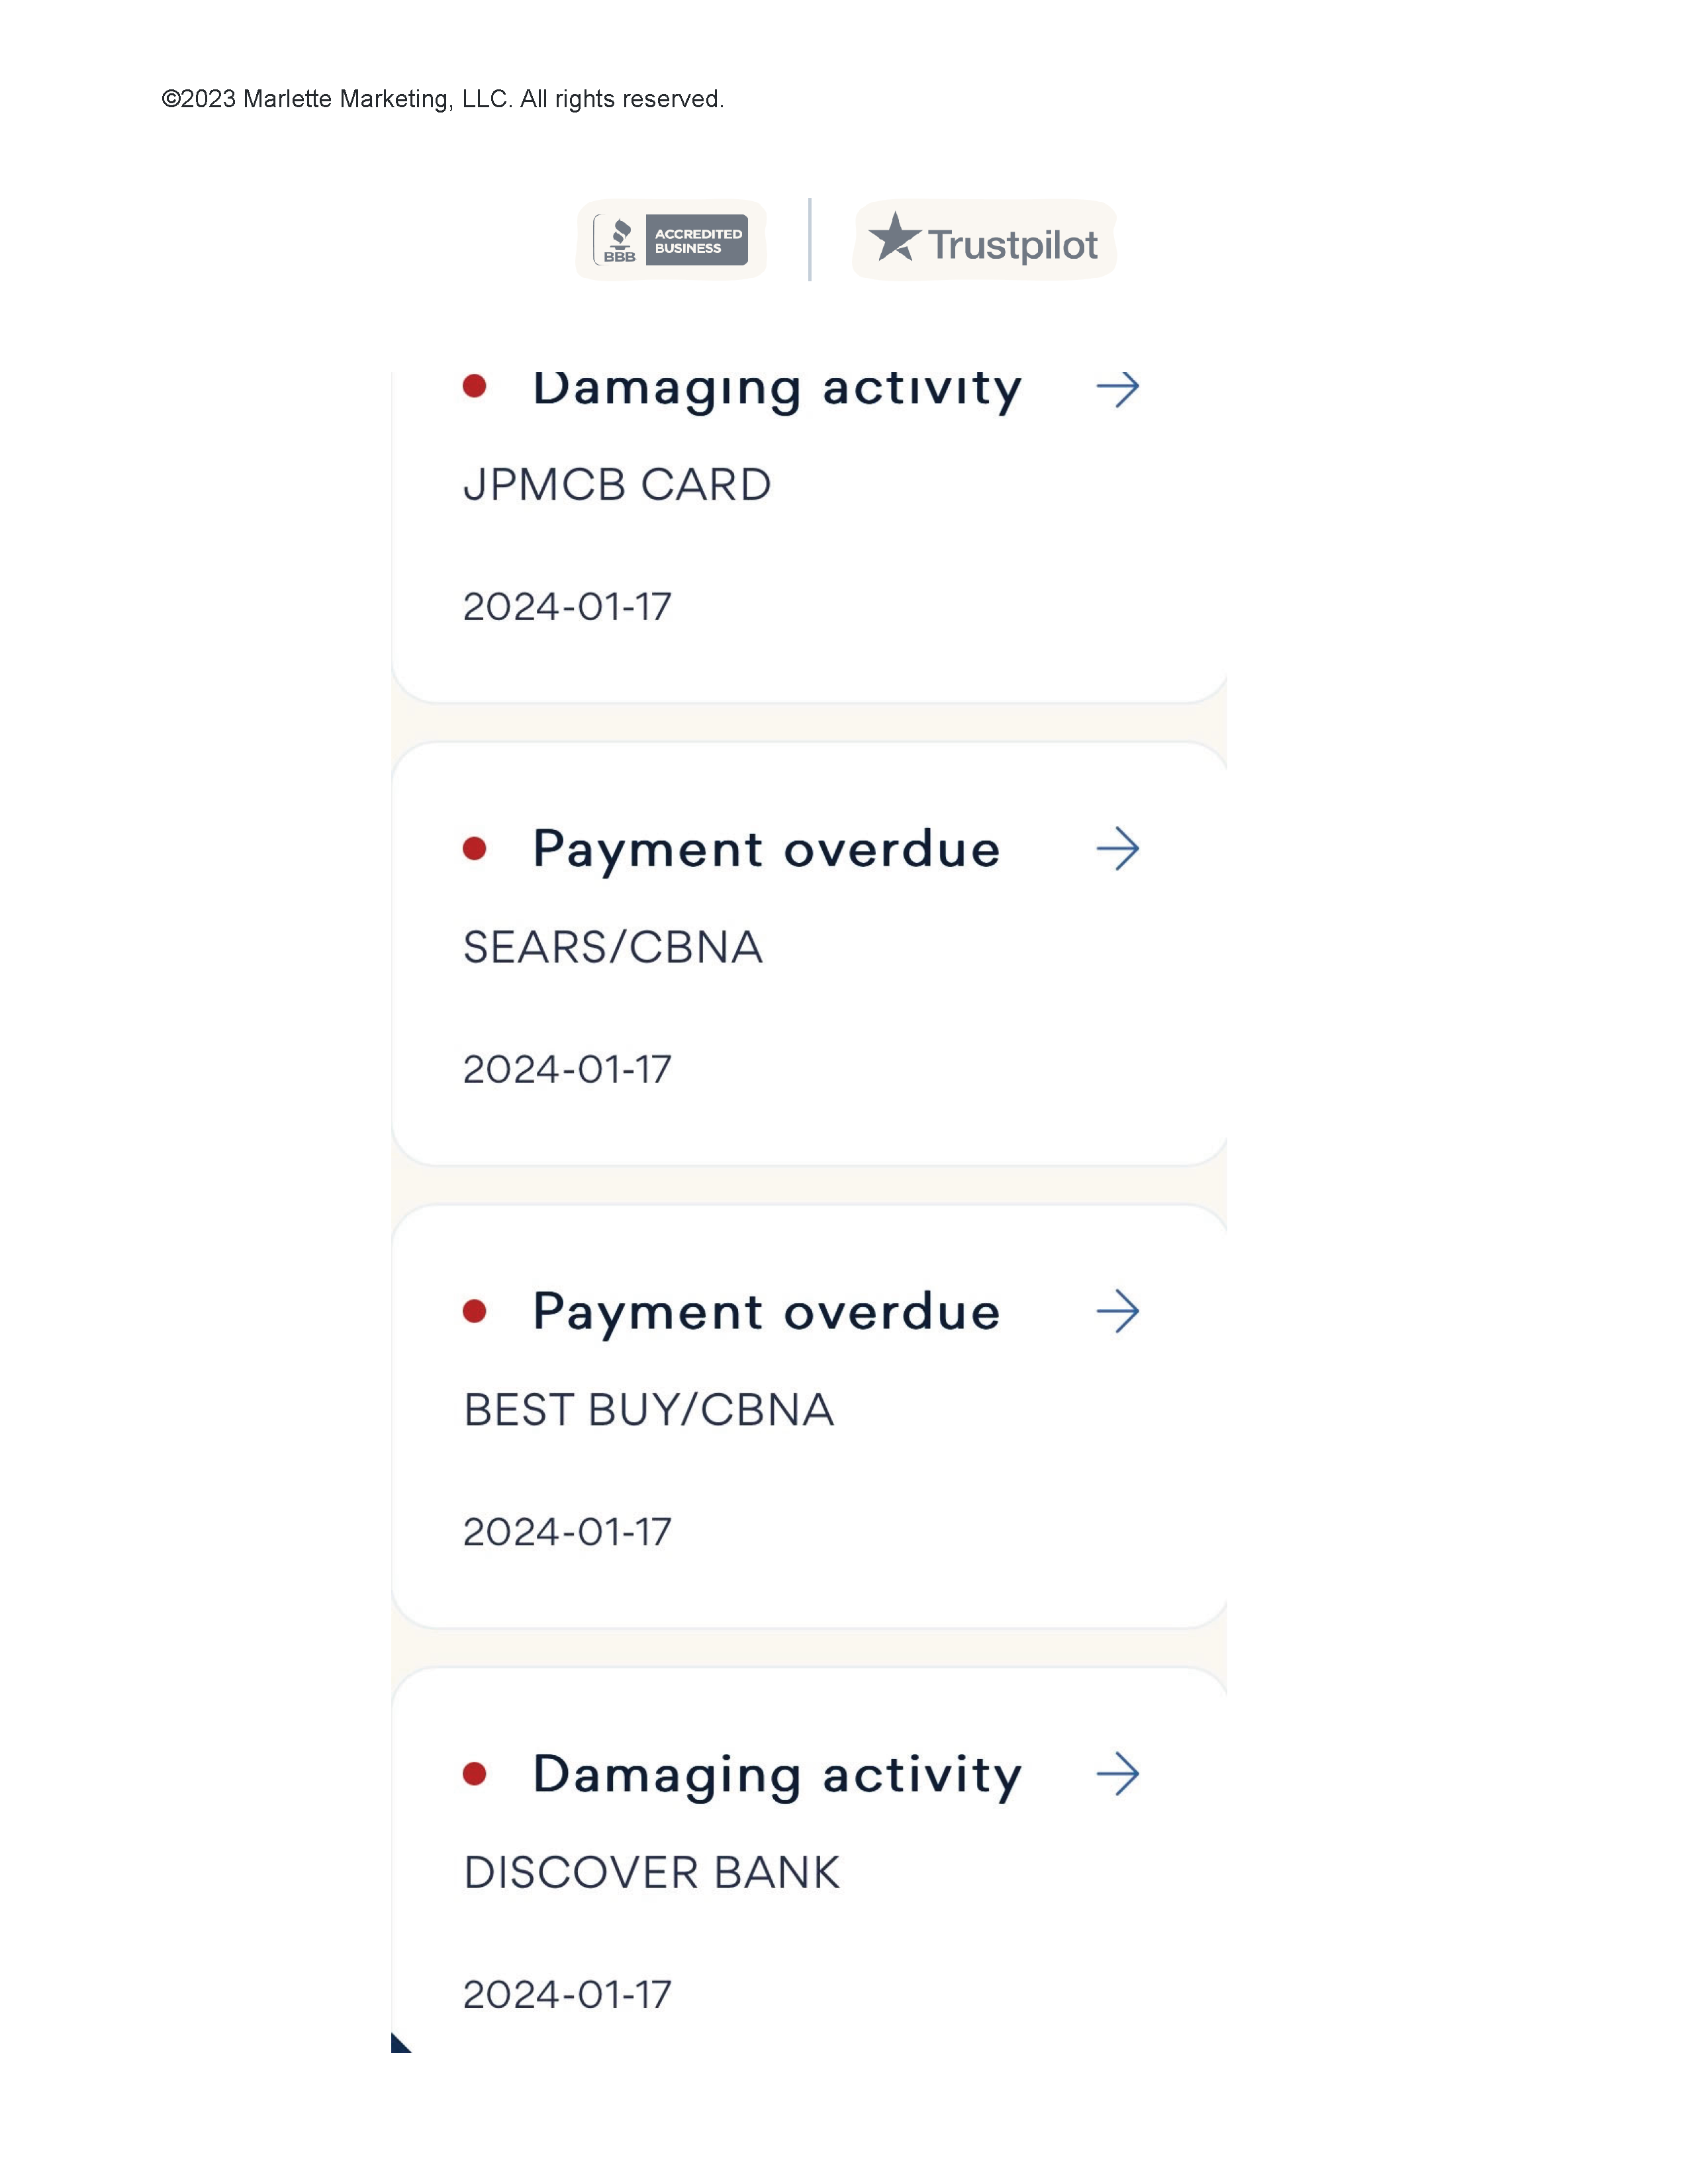 ©2023 Marlette Marketing, LLC. All rights reserved.
BBB ACCREDITED BUSINESS
Trustpilot
Damaging activity
JPMCB CARD
2024-01-17
Payment overdue
SEARS/CBNA
2024-01-17
Payment overdue
BEST BUY/CBNA
2024-01-17
Damaging activity
DISCOVER BANK
2024-01-17